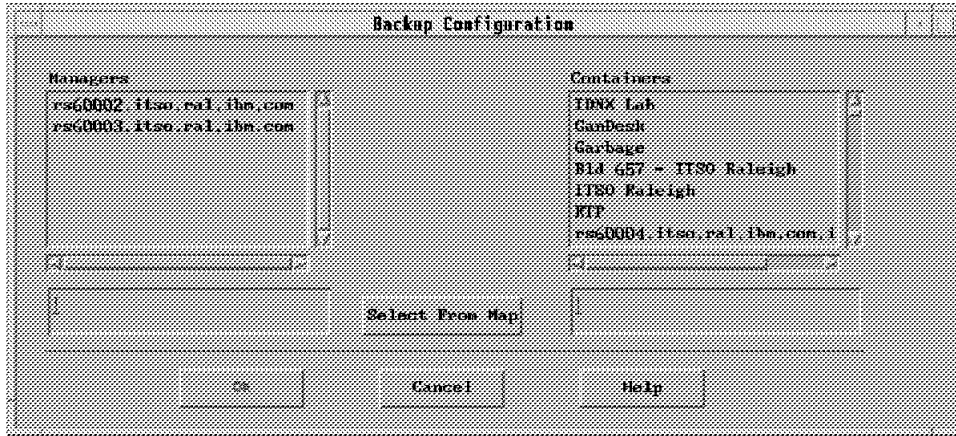 Backup Configuration
Managers
rs60002.itso.ral.ibm.com
rs60003.itso.ral.ibm.com
Containers
IDNX Lab
GanDesk
Garbage
Bld 657 - ITSO Raleigh
ITSO Raleigh
RTP
rs60004.itso.ral.ibm.com.i
Select From Map
OK
Cancel
Help